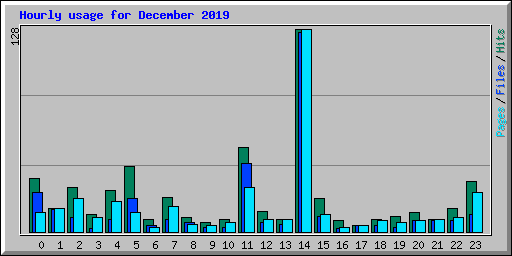 Hourly usage for December 2019
128
Pages/Files/Hits
0 1 2 3 4 5 6 7 8 9 10 11 12 13 14 15 16 17 18 19 20 21 22 23